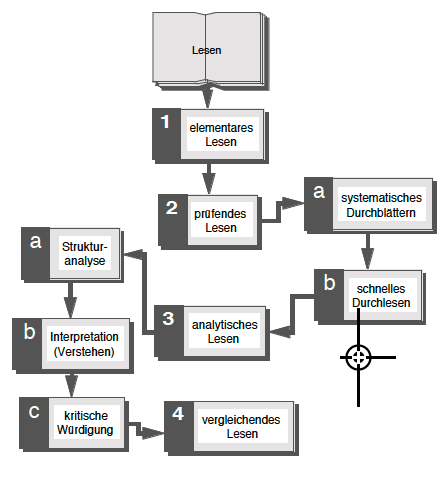 Lesen
1
elementares
Lesen
2
prüfendes
Lesen
a
systematisches
Durchblättern
b
schnelles
Durchlesen
3
analytisches
Lesen
a
Struktur-
analyse
b
Interpretation
(Verstehen)
c
kritische
Würdigung
4
vergleichendes
Lesen